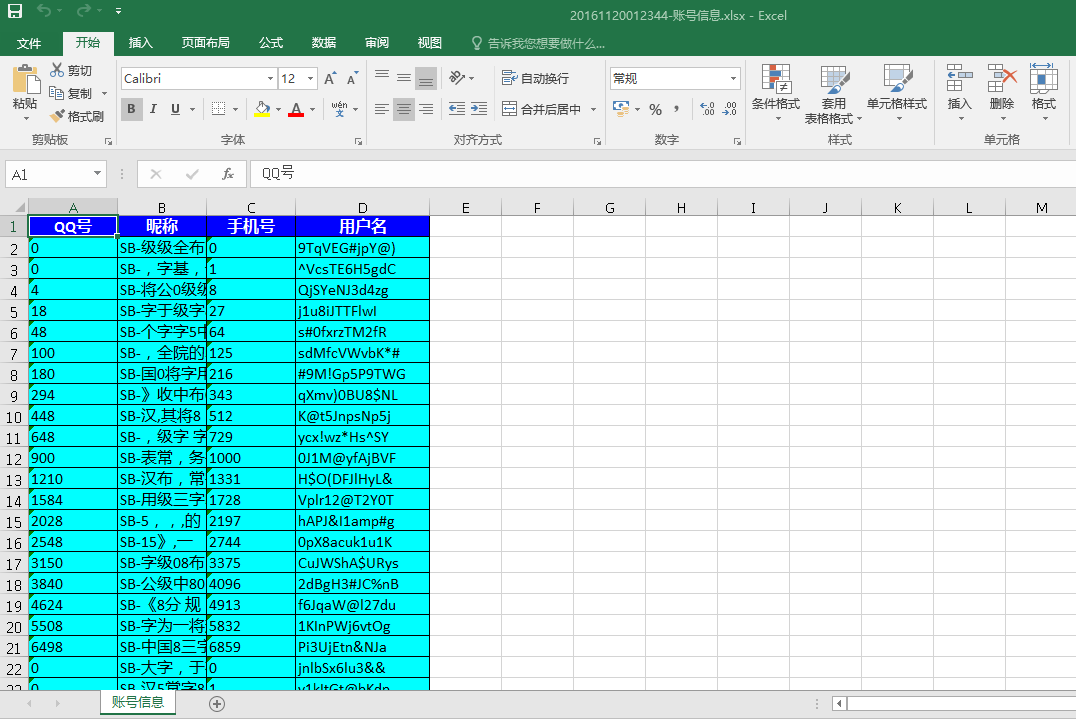 20161120012344-账号信息.xlsx - Excel
文件 开始 插入 页面布局 公式 数据 审阅 视图 告诉我您想要做什么...
剪切 Calibri 12 A A 自动换行 常规
粘贴 复制 条件格式 套用 单元格样式 插入 删除 格式
格式刷 B I U A wén 文 合并后居中 % , 表格格式
剪贴板 字体 对齐方式 数字 样式 单元格
A1 fx QQ号
A B C D E F G H I J K L M
1 QQ号 昵称 手机号 用户名
2 0 SB-级级全布 0 9TqVEG#jpY@)
3 0 SB-，字基， 1 ^VcsTE6H5gdC
4 4 SB-将公0级级 8 QjSYeNJ3d4zg
5 18 SB-字于级字 27 j1u8iJTTFlwI
6 48 SB-个字字5中 64 s#0fxrzTM2fR
7 100 SB-，全院的 125 sdMfcVWvbK*#
8 180 SB-国0将字用 216 #9M!Gp5P9TWG
9 294 SB-》收中布 343 qXmv)0BU8$NL
10 448 SB-汉,其将8 512 K@t5JnpsNp5j
11 648 SB-，级字 字 729 ycx!wz*Hs^SY
12 900 SB-表常，务 1000 0J1M@yfAjBVF
13 1210 SB-汉布，常 1331 H$O(DFJlHyL&
14 1584 SB-用级三字 1728 Vplr12@T2Y0T
15 2028 SB-5，，,的 2197 hAPJ&I1amp#g
16 2548 SB-15》,一 2744 0pX8acuk1u1K
17 3150 SB-字级08布 3375 CuJWShA$URys
18 3840 SB-公级中80 4096 2dBgH3#JC%nB
19 4624 SB-《8分 规 4913 f6JqaW@l27du
20 5508 SB-字为一将 5832 1KlnPWj6vtOg
21 6498 SB-中国8三字 6859 Pi3UjEtn&NJa
22 0 SB-大字，于 0 jnIbSx6lu3&&
0 SB-汉5常字8 1
账号信息